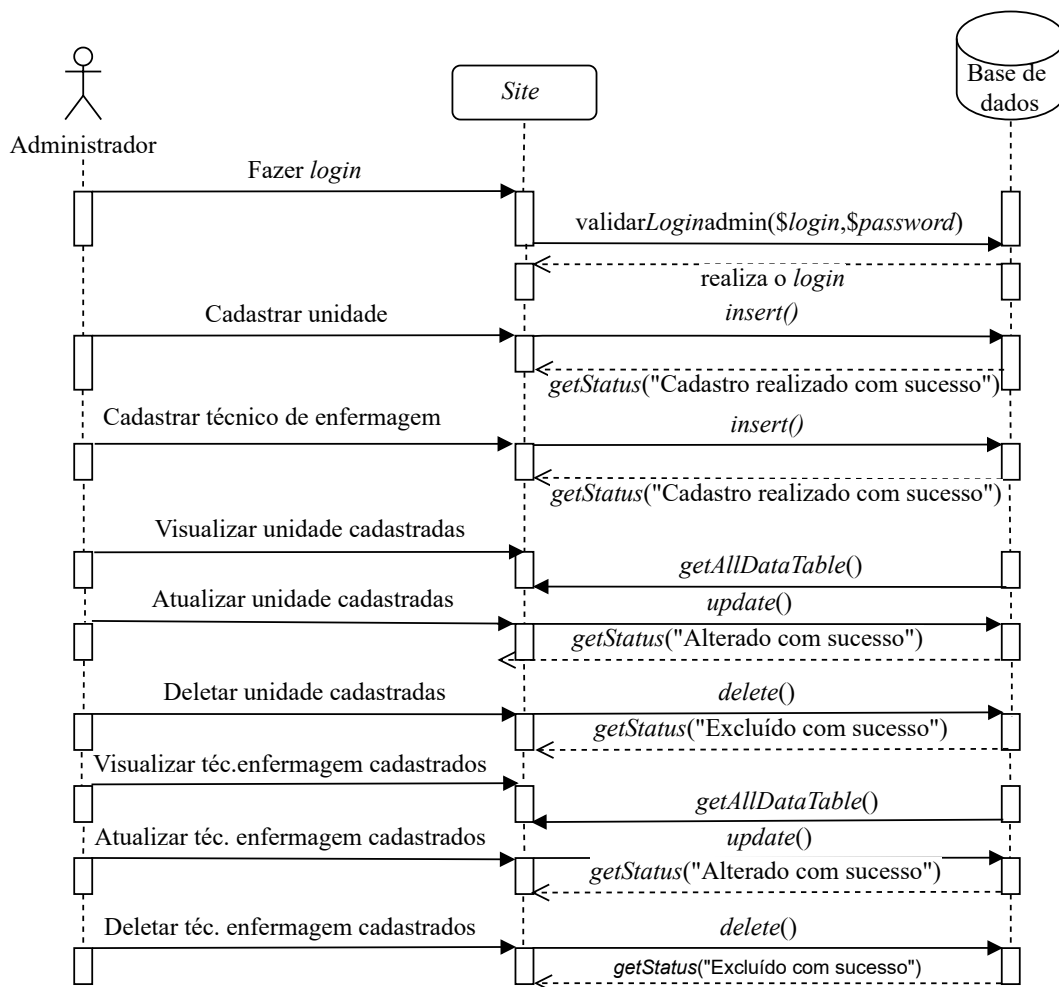 Administrador
Site
Base de
dados
Fazer login
validarLoginadmin($login,$password)
realiza o login
Cadastrar unidade
insert()
getStatus("Cadastro realizado com sucesso")
Cadastrar técnico de enfermagem
insert()
getStatus("Cadastro realizado com sucesso")
Visualizar unidade cadastradas
getAllDataTable()
Atualizar unidade cadastradas
update()
getStatus("Alterado com sucesso")
Deletar unidade cadastradas
delete()
getStatus("Excluído com sucesso")
Visualizar téc.enfermagem cadastrados
getAllDataTable()
Atualizar téc. enfermagem cadastrados
update()
getStatus("Alterado com sucesso")
Deletar téc. enfermagem cadastrados
delete()
getStatus("Excluído com sucesso")